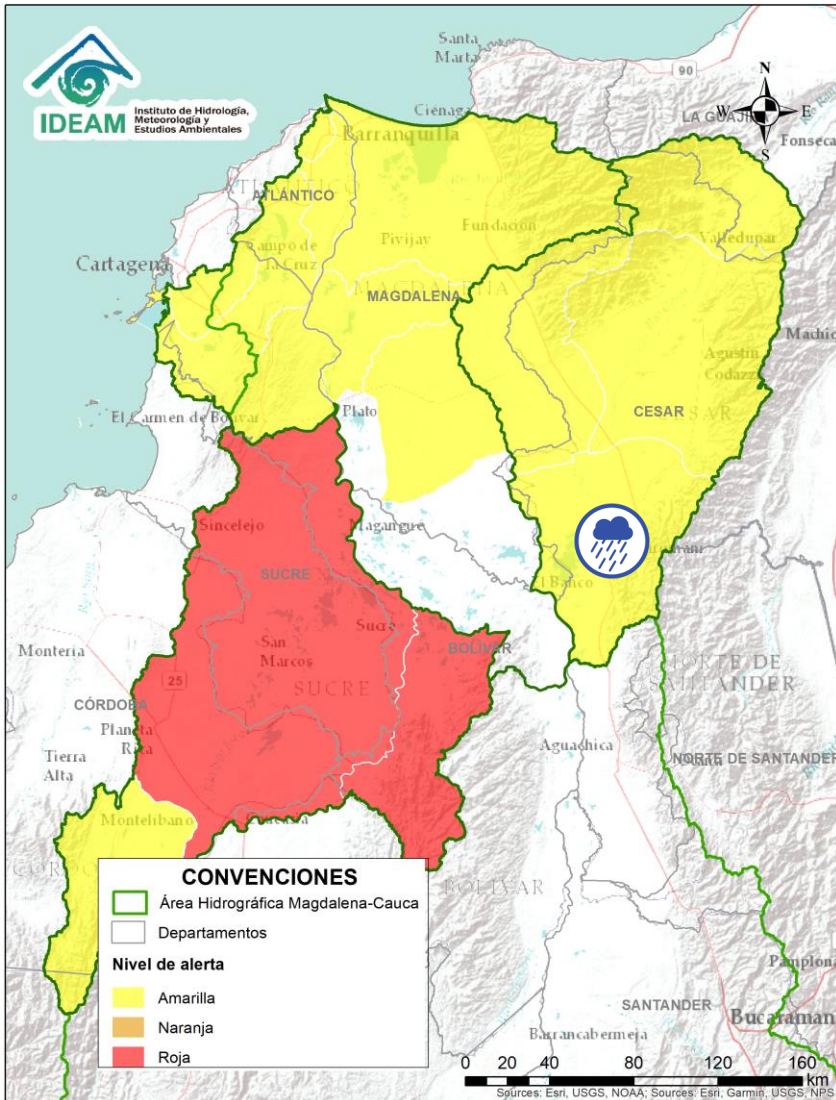 IDEAM
Instituto de Hidrología,
Meteorología y
Estudios Ambientales
Santa
Marta
90
N
W
E
S
LA GUAJIR
Fonseca
Ciénaga
Barranquilla
ATLÁNTICO
ATLÁNTICO
Campo de
la Cruz
Pivijay
Fundación
Valledupar
Cartagena
MAGDALENA
MAGDALENA
Agustín
Codazzi
CESAR
El Carmen de Bolívar
Plato
Sincelejo
Magangué
SUCRE
El Banco
Montería
San
Marcos
Sucre
BOLÍVAR
SUCRE
25
CÓRDOBA
Planeta
Rica
Tierra
Alta
NORTE DE
SANTANDER
NORTE DE SANTANDER
Aguachica
Montelíbano
BOLÍVAR
CONVENCIONES
Área Hidrográfica Magdalena-Cauca
Departamentos
Nivel de alerta
Amarilla
Naranja
Roja
Pamplona
SANTANDER
Bucaraman
Barrancabermeja
0 20 40 80 120 160
km
Sources: Esri, USGS, NOAA; Sources: Esri, Garmin, USGS, NPS